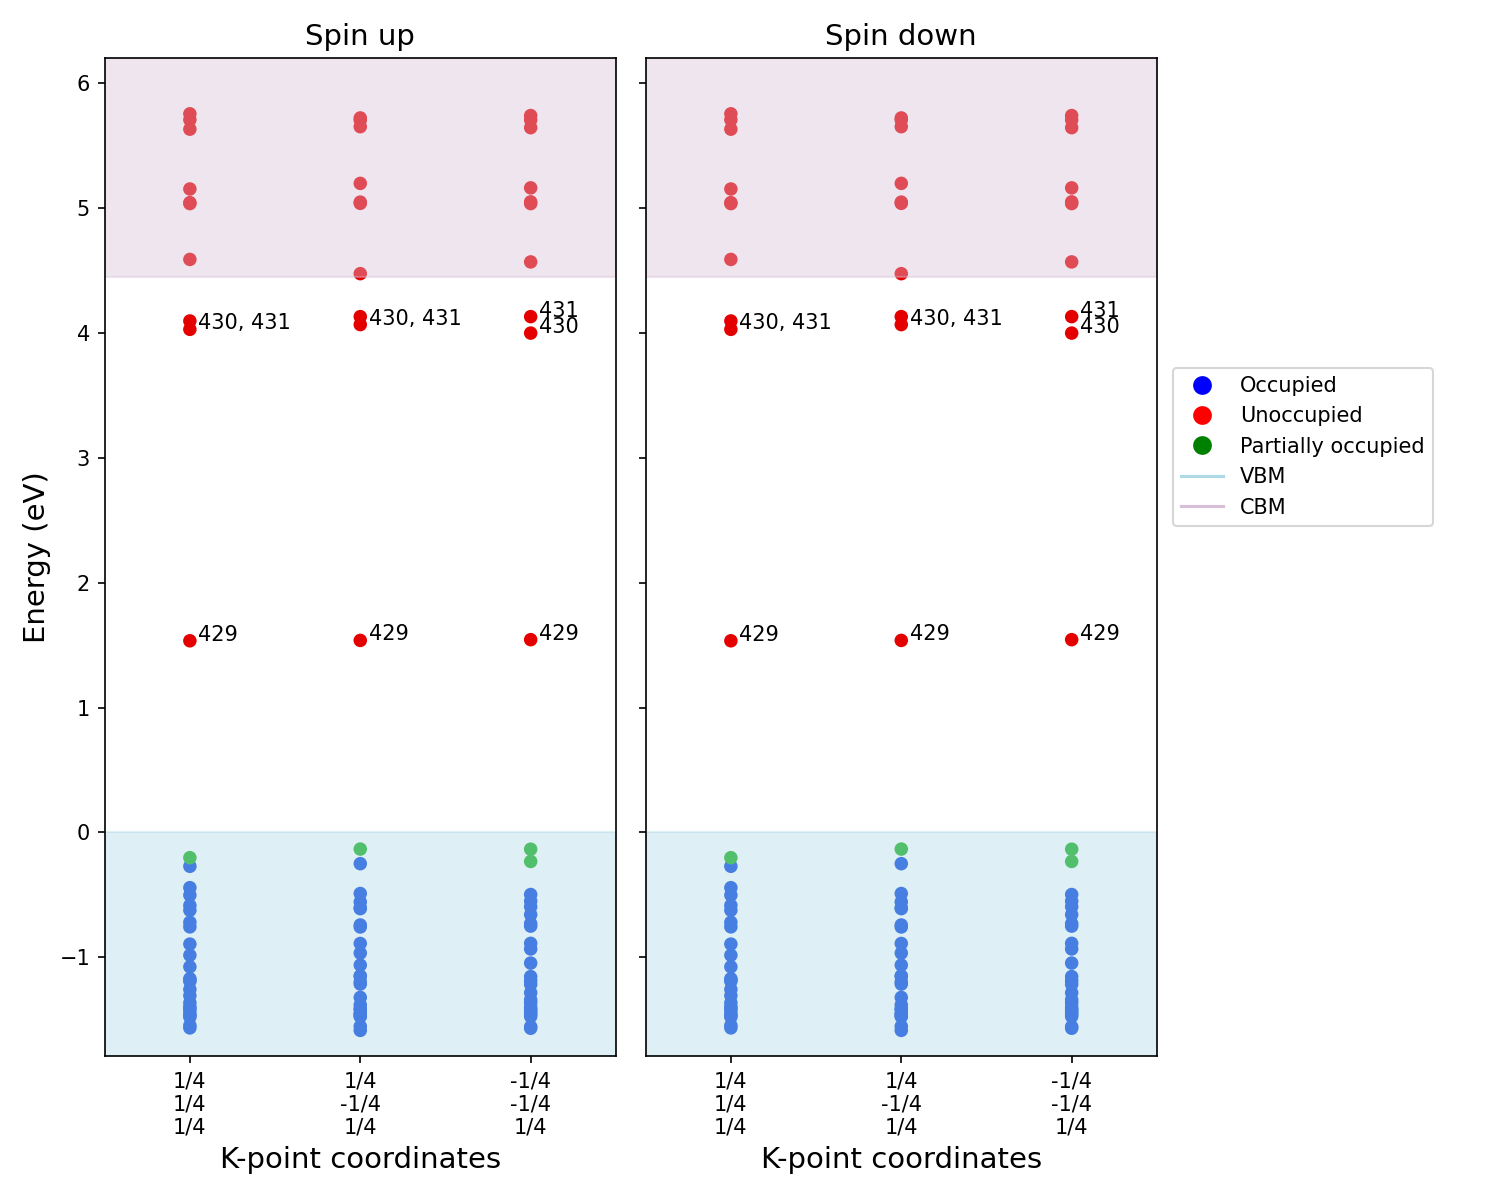 Spin up
Spin down
6
5
4
3
2
1
0
−1
Energy (eV)
430, 431
430, 431
431
430
429
429
429
430, 431
430, 431
431
430
429
429
429
Occupied
Unoccupied
Partially occupied
VBM
CBM
1/4 1/4 -1/4
1/4 -1/4 -1/4
1/4 1/4 1/4
K-point coordinates
1/4 1/4 -1/4
1/4 -1/4 -1/4
1/4 1/4 1/4
K-point coordinates